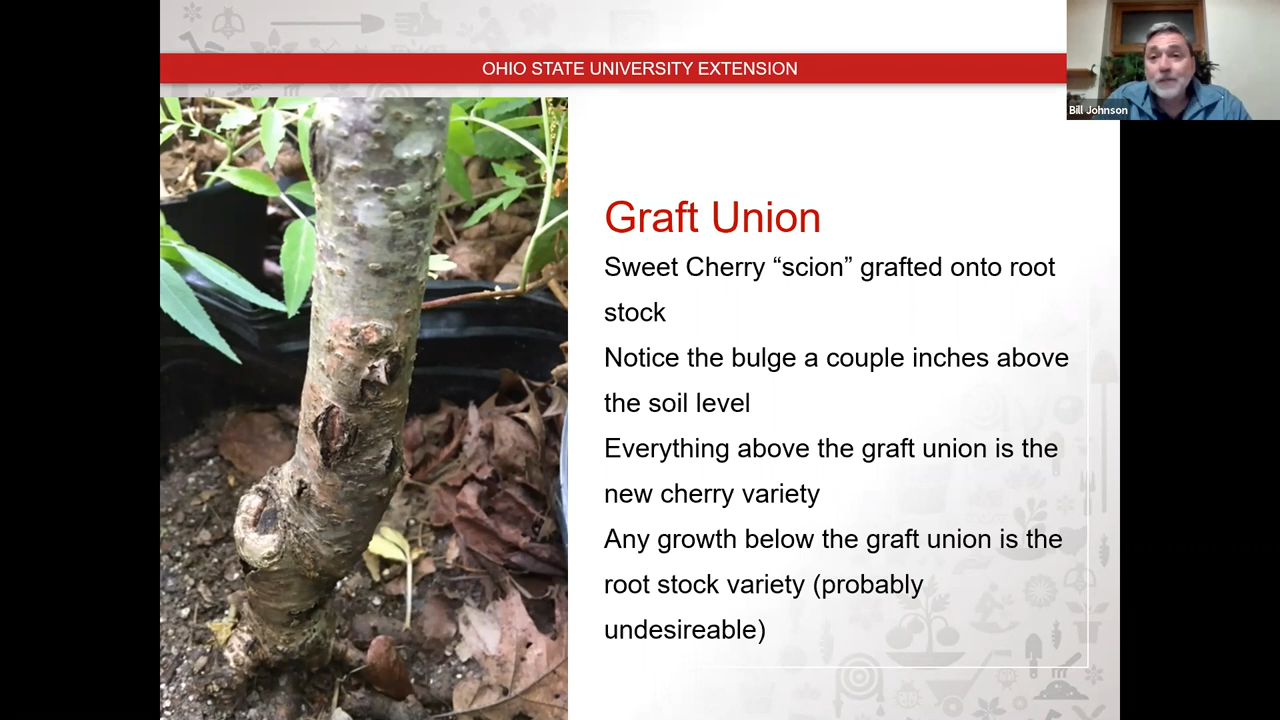 OHIO STATE UNIVERSITY EXTENSION
Bill Johnson
Graft Union
Sweet Cherry “scion” grafted onto root
stock
Notice the bulge a couple inches above
the soil level
Everything above the graft union is the
new cherry variety
Any growth below the graft union is the
root stock variety (probably
undesireable)